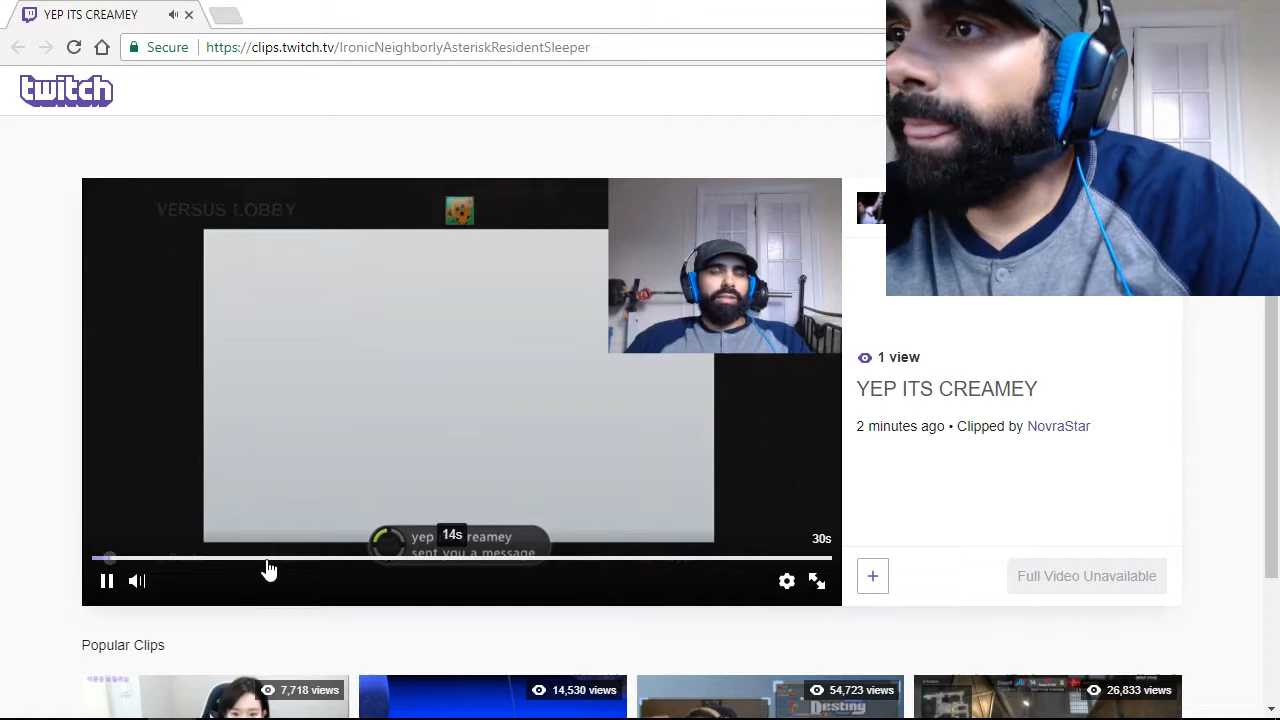 YEP ITS CREAMEY
Secure
https://clips.twitch.tv/IronicNeighborlyAsteriskResidentSleeper
twitch
VERSUS LOBBY
1 view
YEP ITS CREAMEY
2 minutes ago • Clipped by NovraStar
14s
30s
yep reamey
sent you a message
+
Full Video Unavailable
Popular Clips
7,718 views
14,530 views
54,723 views
26,833 views
Destiny